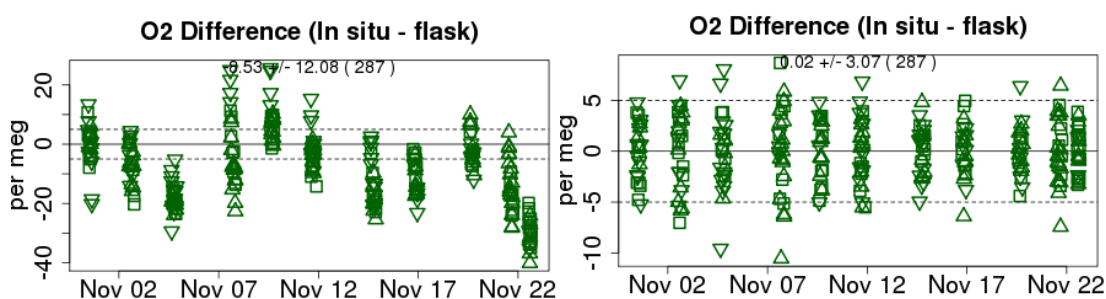 O2 Difference (In situ - flask)
+/- 12.08 ( 287 )
per meg
20
0
-20
-40
Nov 02 Nov 07 Nov 12 Nov 17 Nov 22
O2 Difference (In situ - flask)
0.02 +/- 3.07 ( 287 )
per meg
5
0
-5
-10
Nov 02 Nov 07 Nov 12 Nov 17 Nov 22